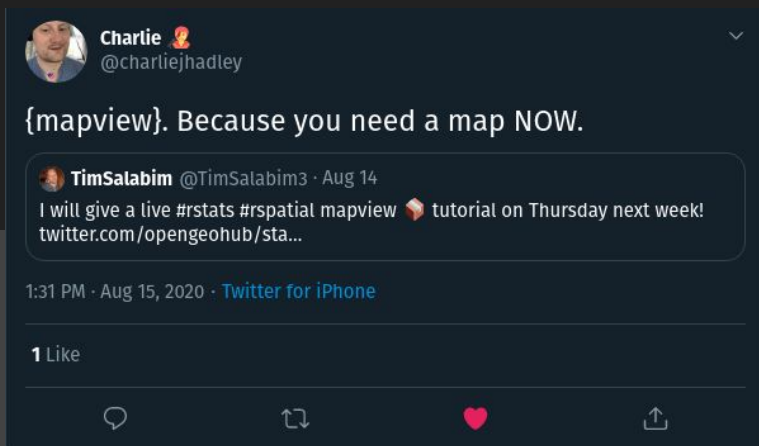 Charlie
@charliejhadley
{mapview}. Because you need a map NOW.
TimSalabim @TimSalabim3 · Aug 14
I will give a live #rstats #rspatial mapview 📦 tutorial on Thursday next week!
twitter.com/opengeohub/sta...
1:31 PM · Aug 15, 2020 · Twitter for iPhone
1 Like